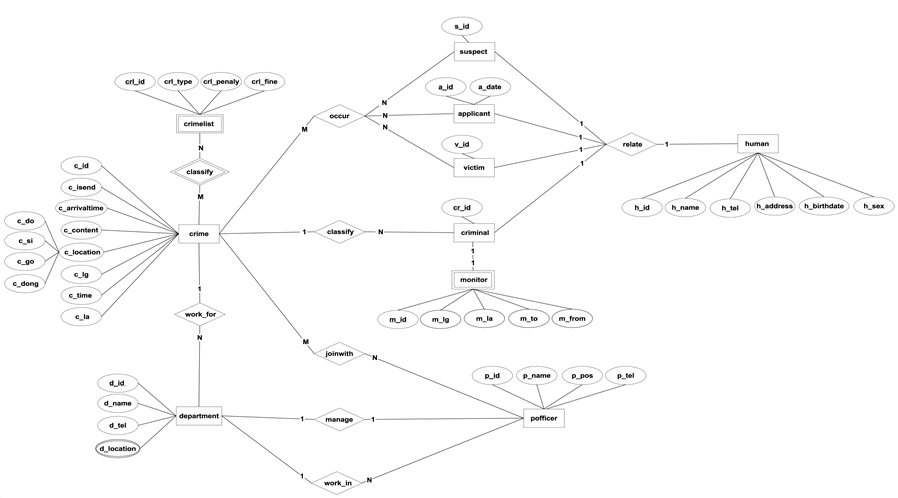 s_id
suspect
crl_id
crl_type
crl_penaly
crl_fine
a_id
a_date
applicant
N
occur
N
crimelist
M
N
1
1
relate
1
human
N
v_id
1
victim
1
classify
c_id
c_isend
M
cr_id
h_id
h_name
h_tel
h_address
h_birthdate
h_sex
c_arrivaltime
c_do
c_content
crime
1
classify
N
criminal
c_si
c_location
1
c_go
c_lg
1
c_dong
monitor
c_time
1
c_la
work_for
m_id
m_lg
m_la
m_to
m_from
N
M
joinwith
N
d_id
p_id
p_name
p_pos
p_tel
d_name
department
1
manage
1
pofficer
d_tel
d_location
1
work_in
N